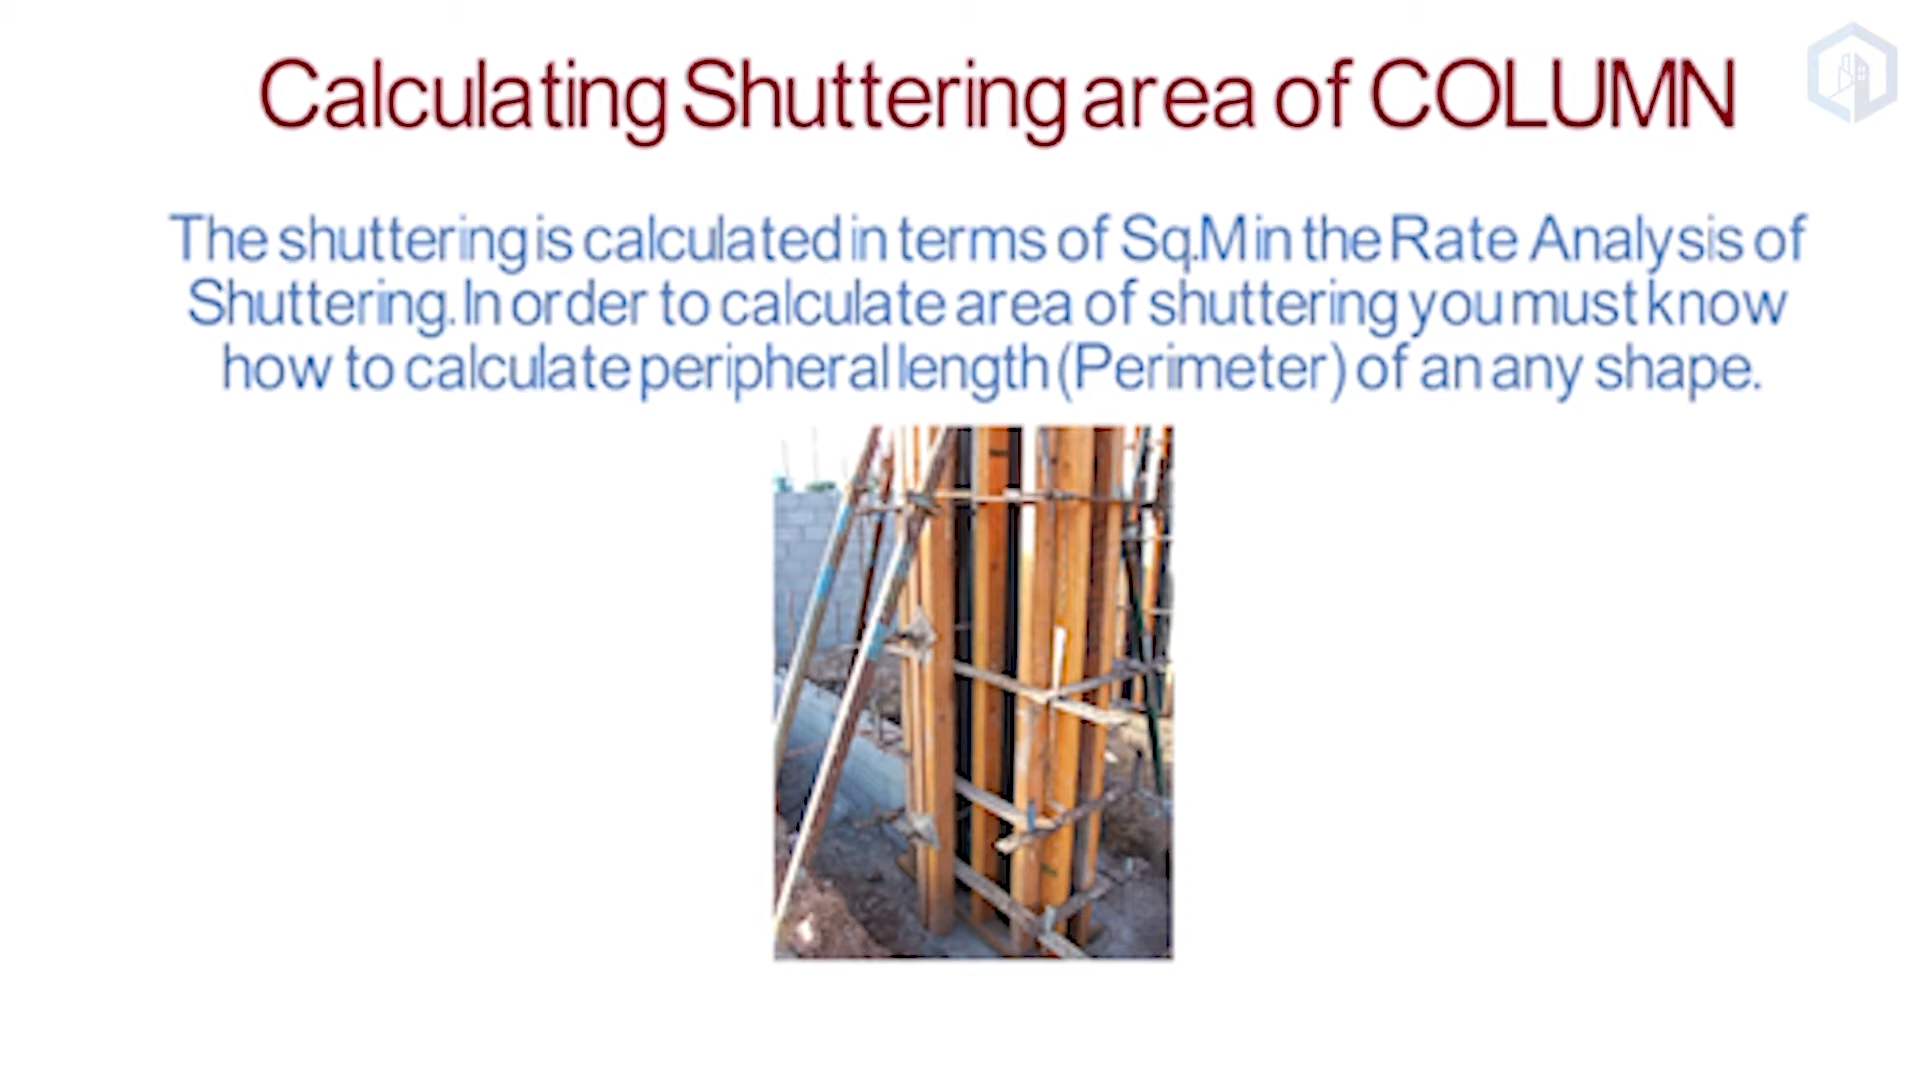 Calculating Shuttering area of COLUMN
The shuttering is calculated in terms of Sq.M in the Rate Analysis of
Shuttering. In order to calculate area of shuttering you must know
how to calculate peripheral length (Perimeter) of an any shape.